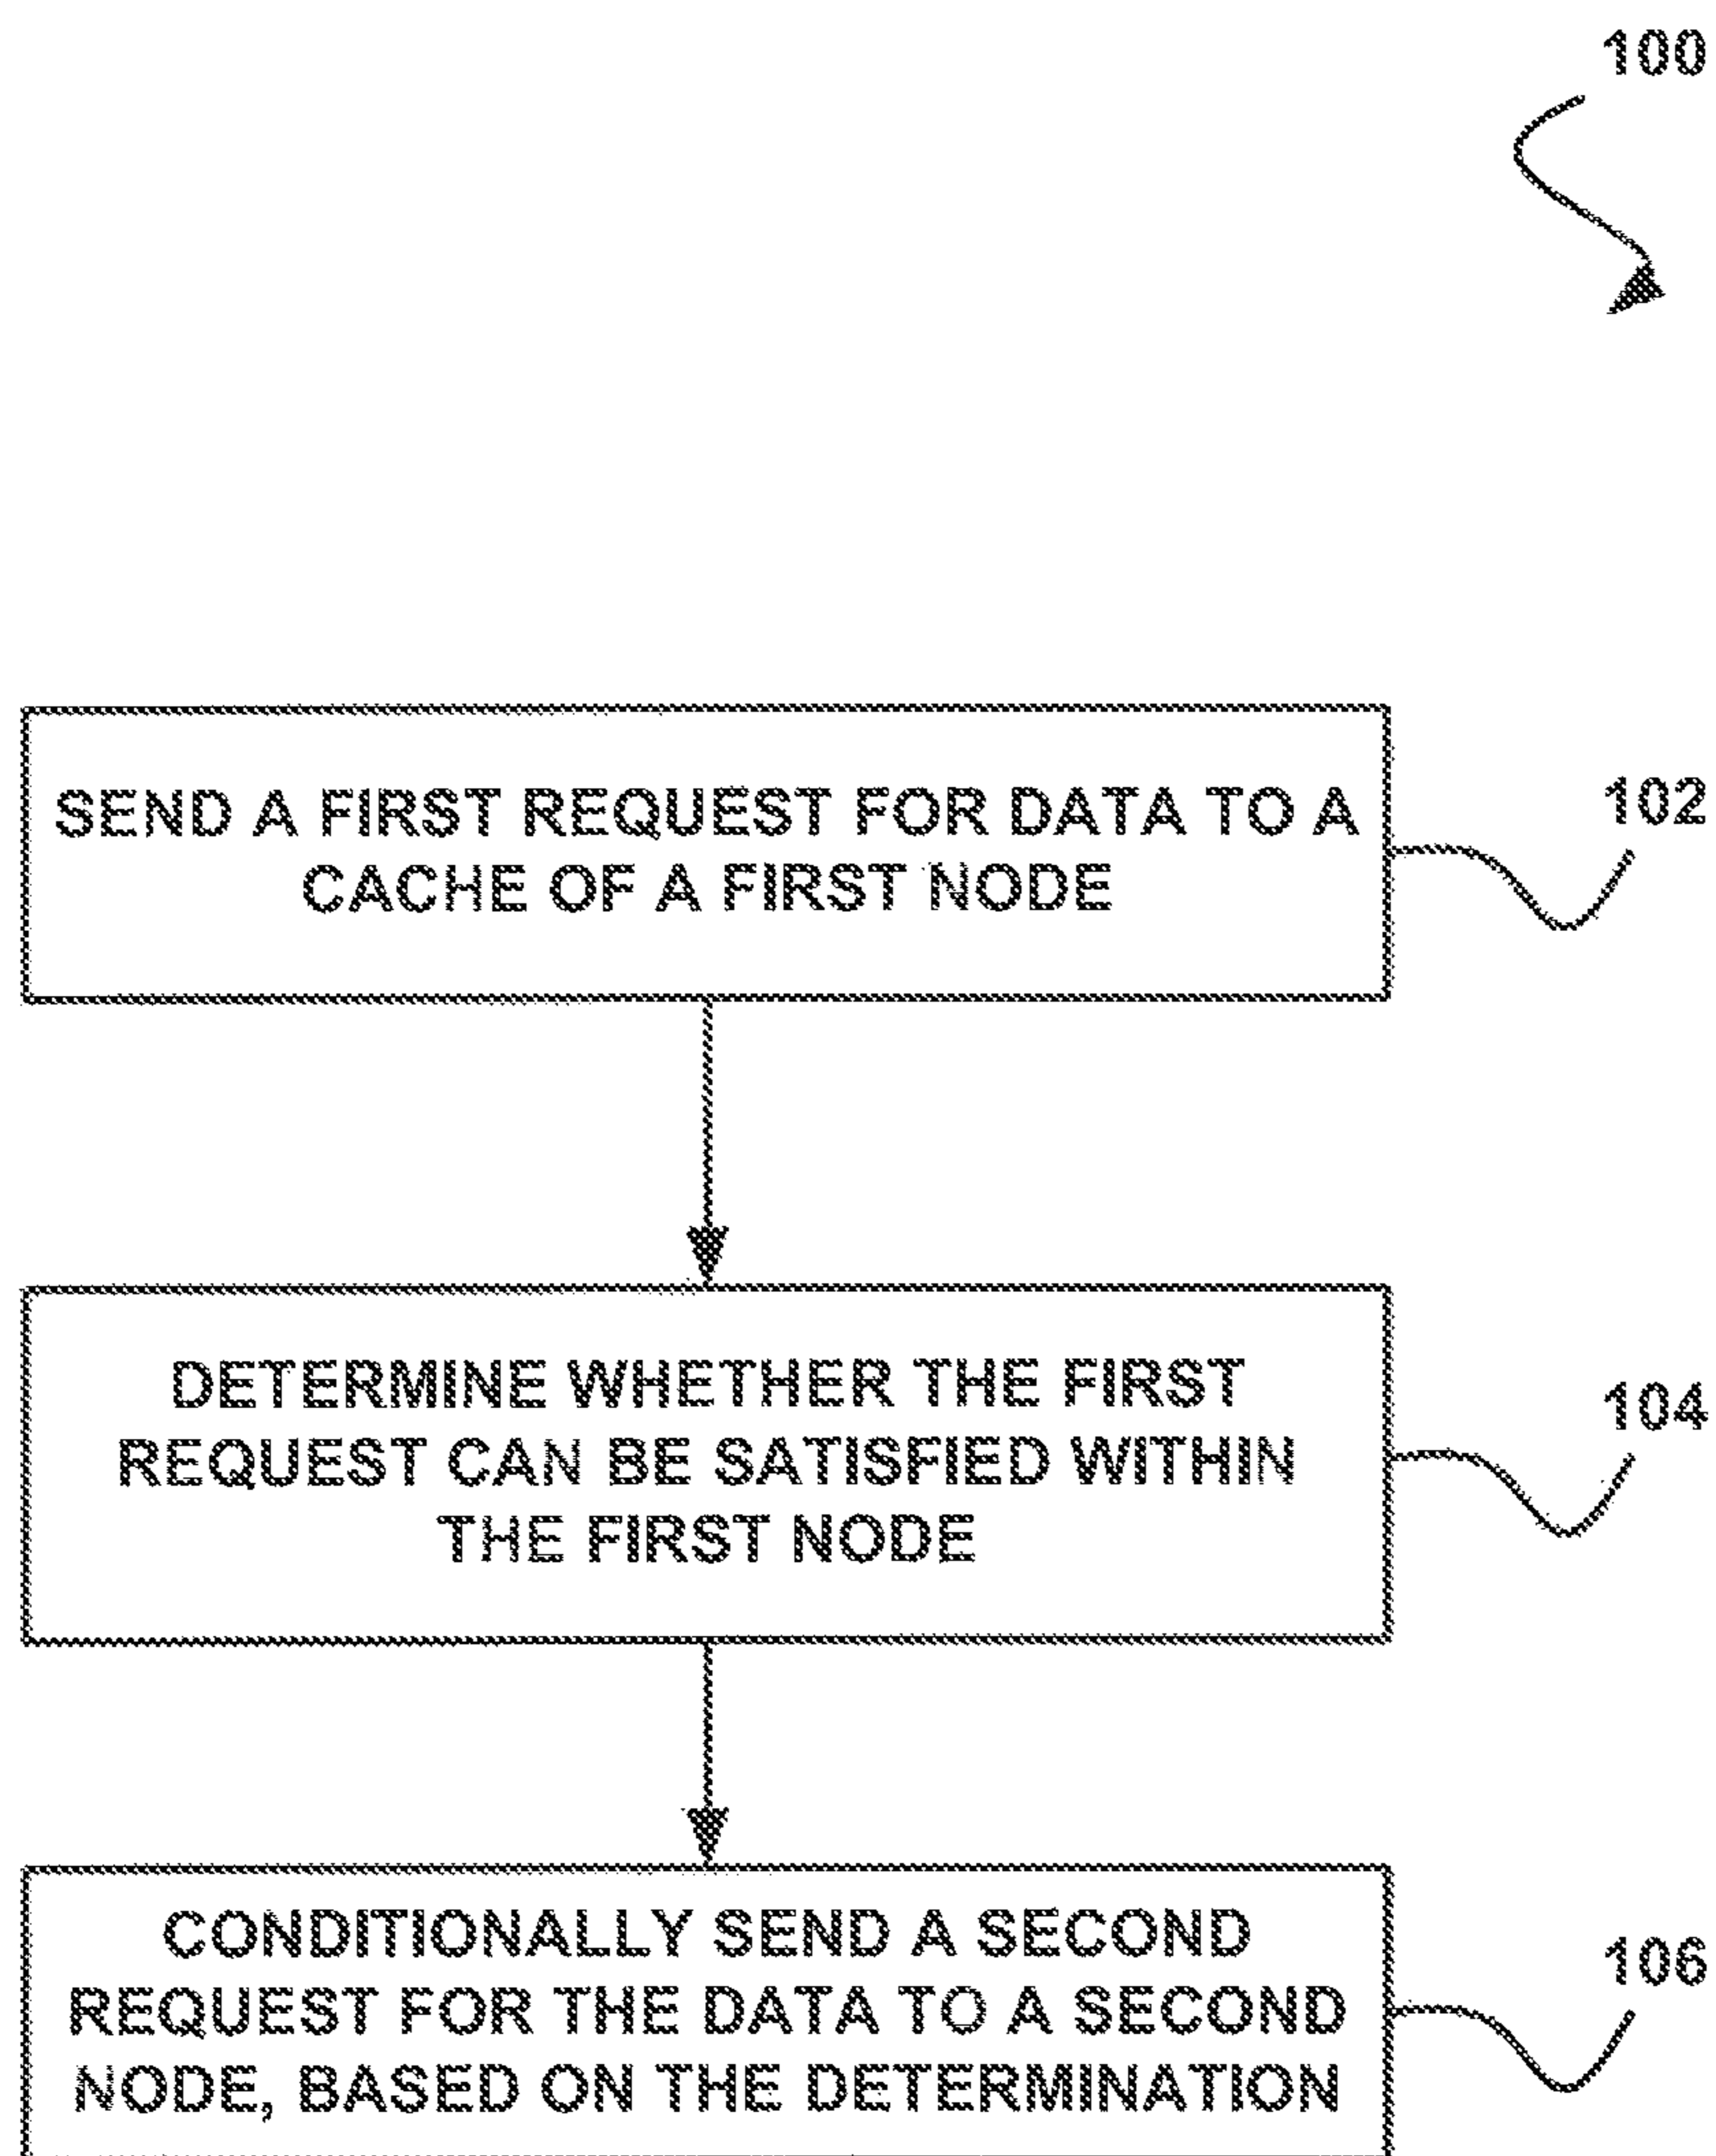 100
SEND A FIRST REQUEST FOR DATA TO A
CACHE OF A FIRST NODE
102
DETERMINE WHETHER THE FIRST
REQUEST CAN BE SATISFIED WITHIN
THE FIRST NODE
104
CONDITIONALLY SEND A SECOND
REQUEST FOR THE DATA TO A SECOND
NODE, BASED ON THE DETERMINATION
106